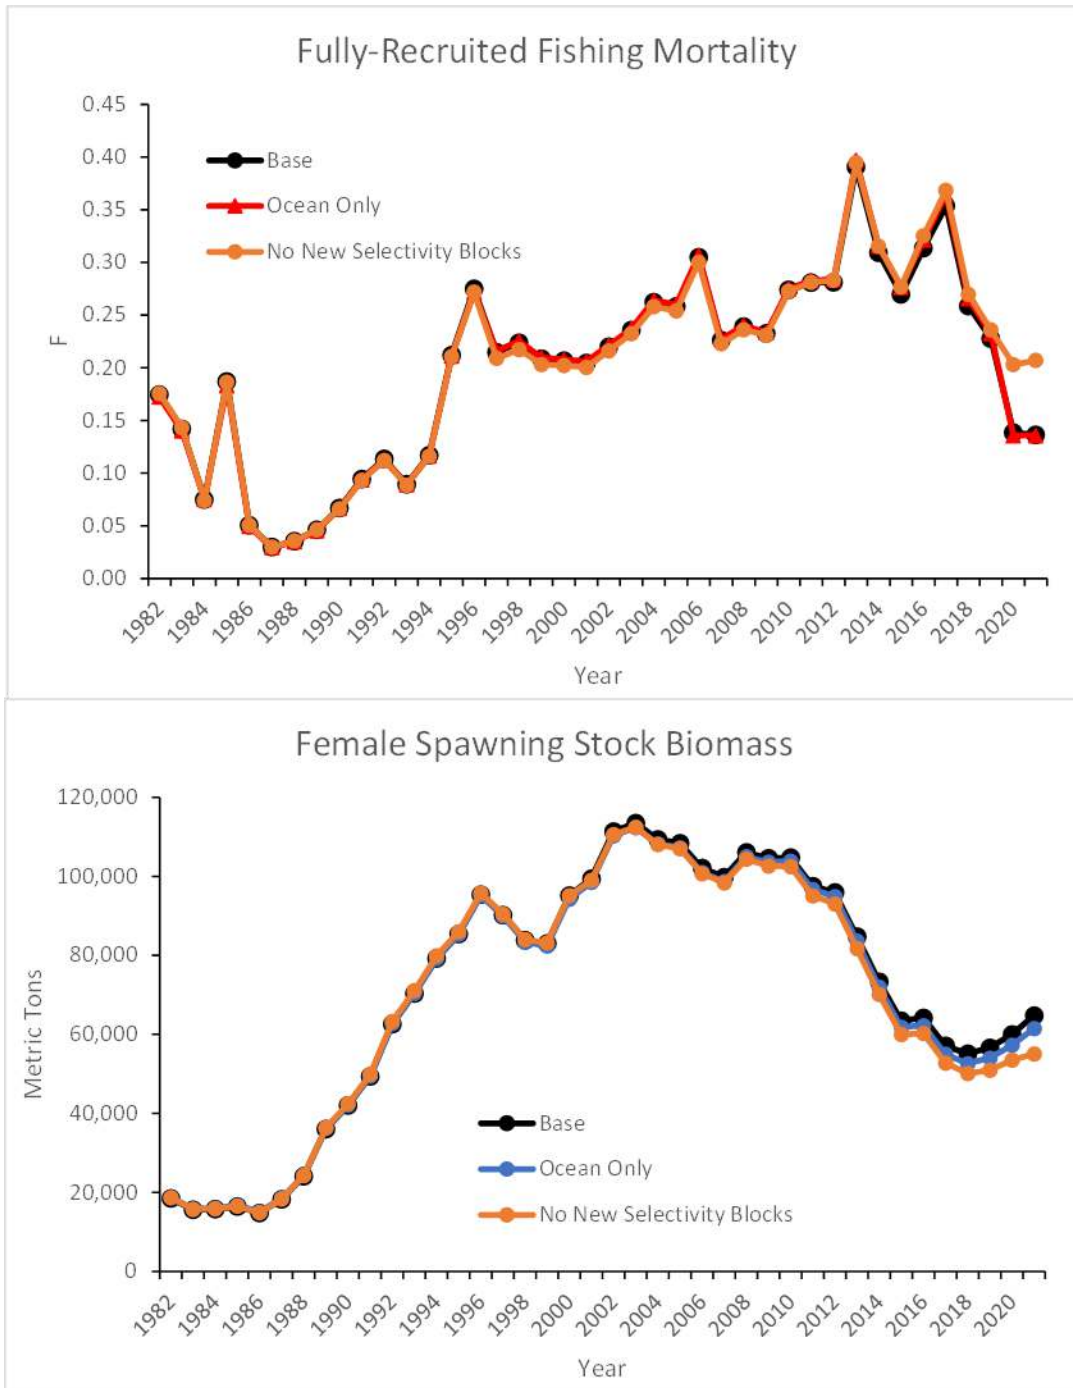 Fully-Recruited Fishing Mortality
0.45
0.40
0.35
0.30
0.25
0.20
0.15
0.10
0.05
0.00
F
Base
Ocean Only
No New Selectivity Blocks
1982 1984 1986 1988 1990 1992 1994 1996 1998 2000 2002 2004 2006 2008 2010 2012 2014 2016 2018 2020
Year
Female Spawning Stock Biomass
120,000
100,000
80,000
60,000
40,000
20,000
0
Metric Tons
Base
Ocean Only
No New Selectivity Blocks
1982 1984 1986 1988 1990 1992 1994 1996 1998 2000 2002 2004 2006 2008 2010 2012 2014 2016 2018 2020
Year